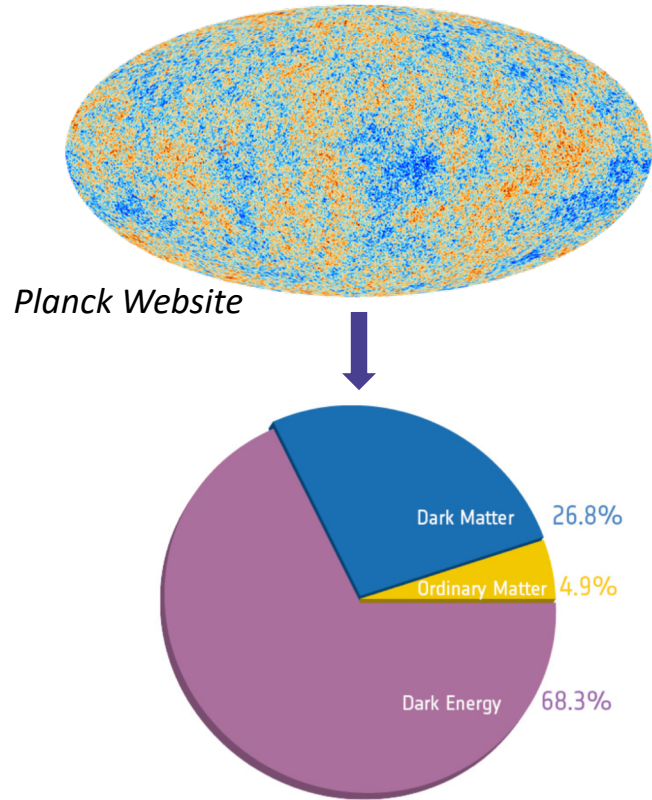 Planck Website
Dark Matter 26.8%
Ordinary Matter 4.9%
Dark Energy 68.3%